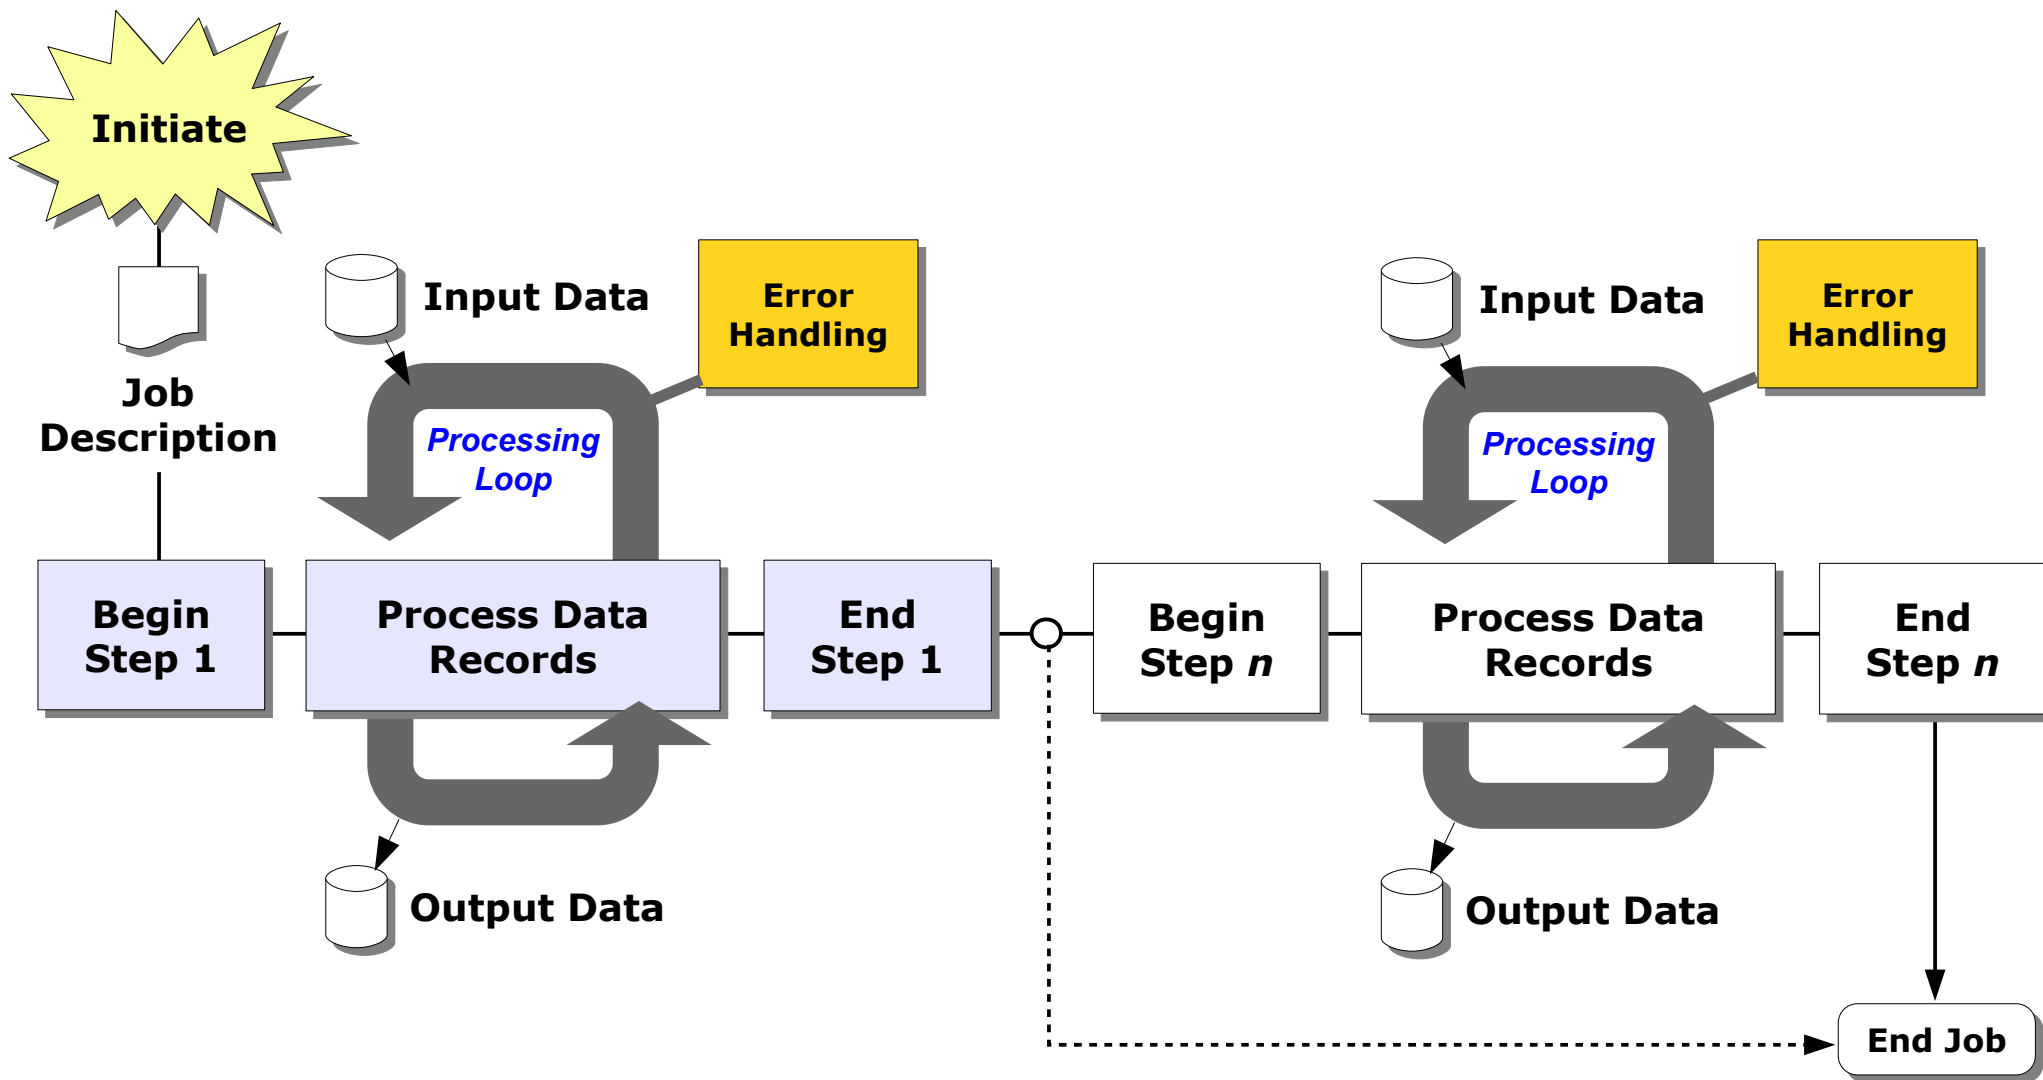 Initiate
Job
Description
Input Data
Error
Handling
Processing
Loop
Begin
Step 1
Process Data
Records
End
Step 1
Output Data
Input Data
Error
Handling
Processing
Loop
Begin
Step n
Process Data
Records
End
Step n
Output Data
End Job